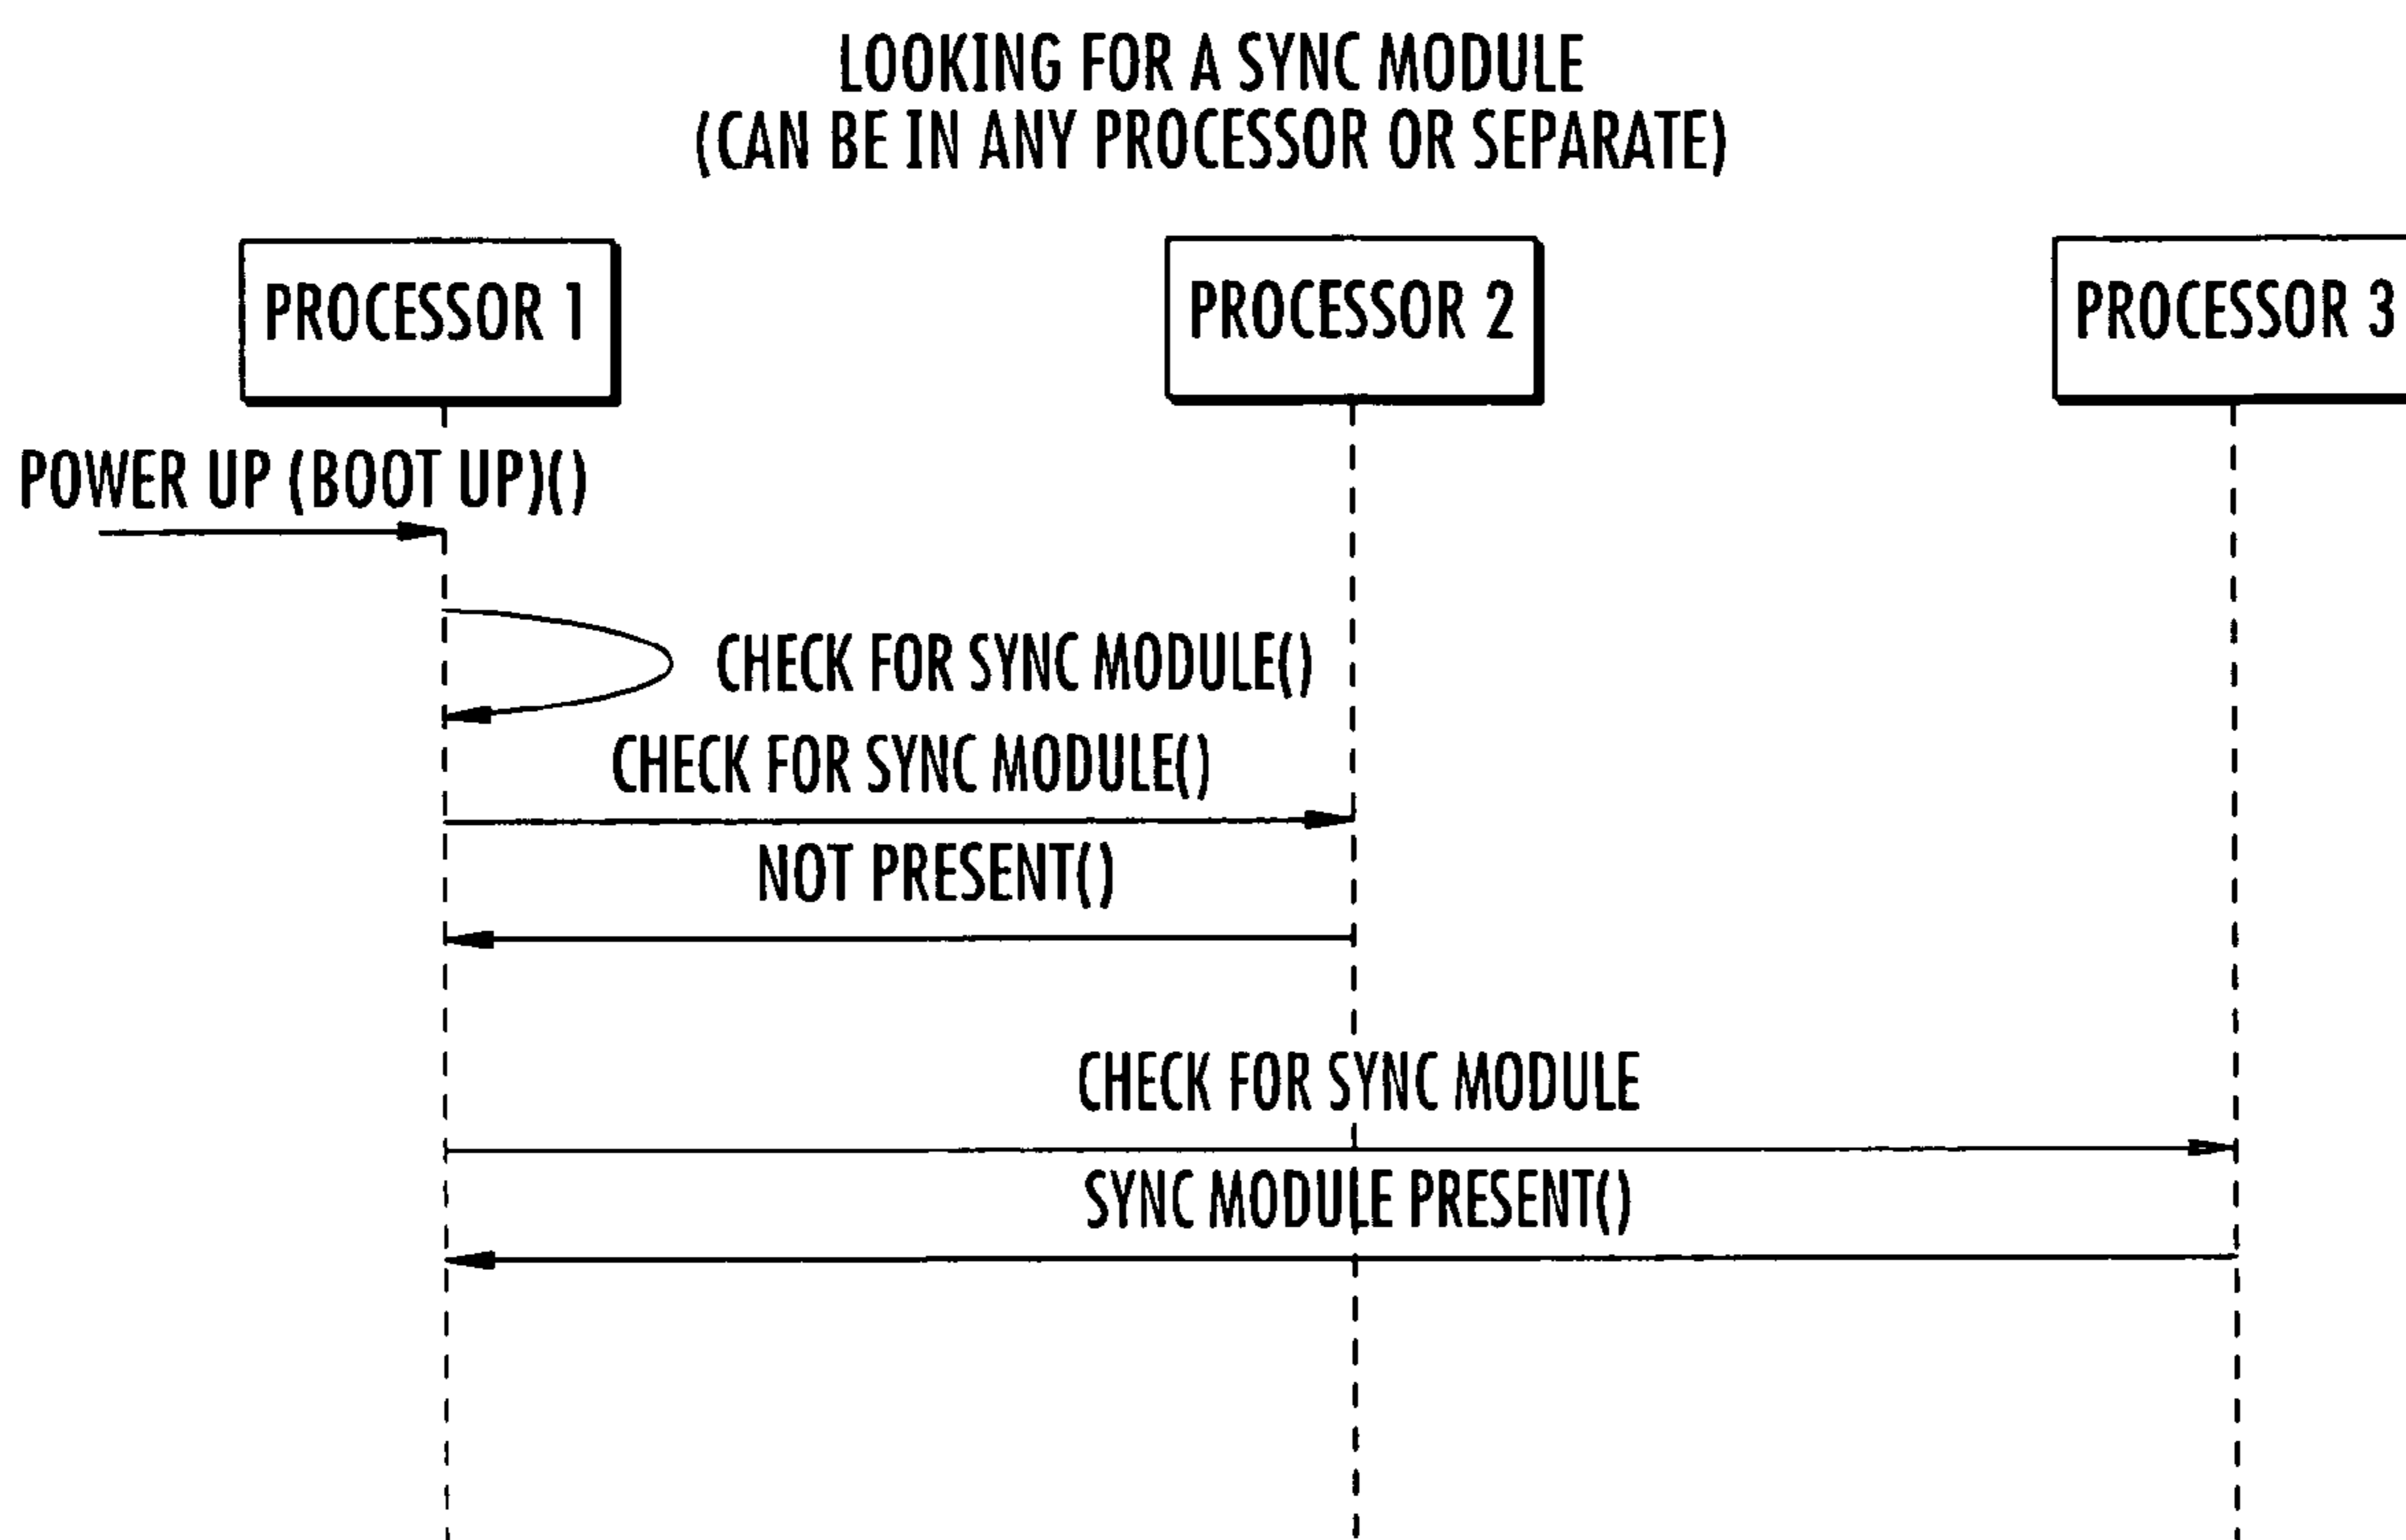 LOOKING FOR A SYNC MODULE
(CAN BE IN ANY PROCESSOR OR SEPARATE)
PROCESSOR 1
PROCESSOR 2
PROCESSOR 3
POWER UP (BOOT UP)()
CHECK FOR SYNC MODULE()
CHECK FOR SYNC MODULE()
NOT PRESENT()
CHECK FOR SYNC MODULE
SYNC MODULE PRESENT()